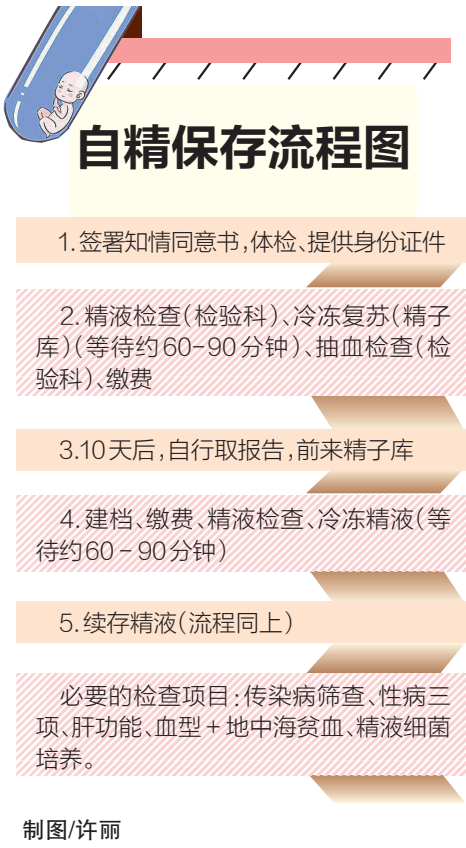 自精保存流程图
1.签署知情同意书,体检、提供身份证件
2.精液检查(检验科)、冷冻复苏(精子
库)(等待约60-90分钟)、抽血检查(检
验科)、缴费
3.10天后,自行取报告,前来精子库
4.建档、缴费、精液检查、冷冻精液(等
待约60-90分钟)
5.续存精液(流程同上)
必要的检查项目:传染病筛查、性病三
项、肝功能、血型+地中海贫血、精液细菌
培养。
制图/许丽